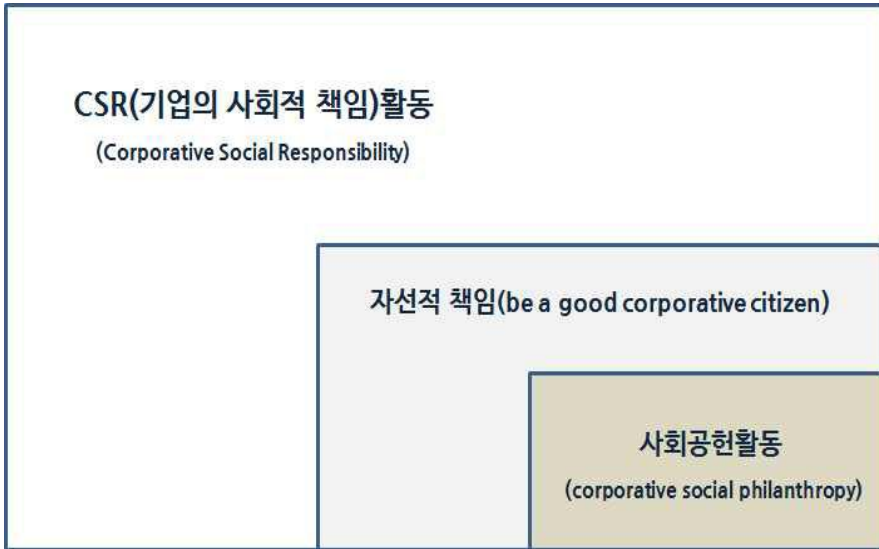 CSR(기업의 사회적 책임)활동
(Corporative Social Responsibility)
자선적 책임(be a good corporative citizen)
사회공헌활동
(corporative social philanthropy)